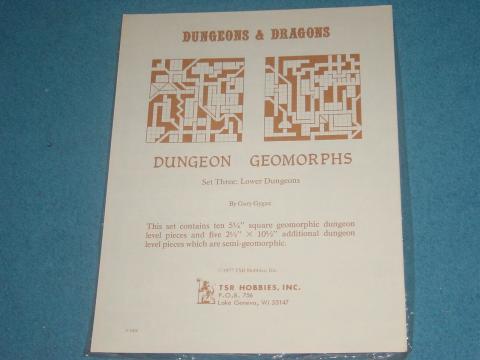 DUNGEONS & DRAGONS
DUNGEON GEOMORPHS
Set Three: Lower Dungeons
By Gary Gygax
This set contains ten 5¼" square geomorphic dungeon
level pieces and five 2½" × 10½" additional dungeon
level pieces which are semi-geomorphic.
©1977 TSR Hobbies, Inc.
TSR HOBBIES, INC.
P.O.B. 756
Lake Geneva, WI 53147